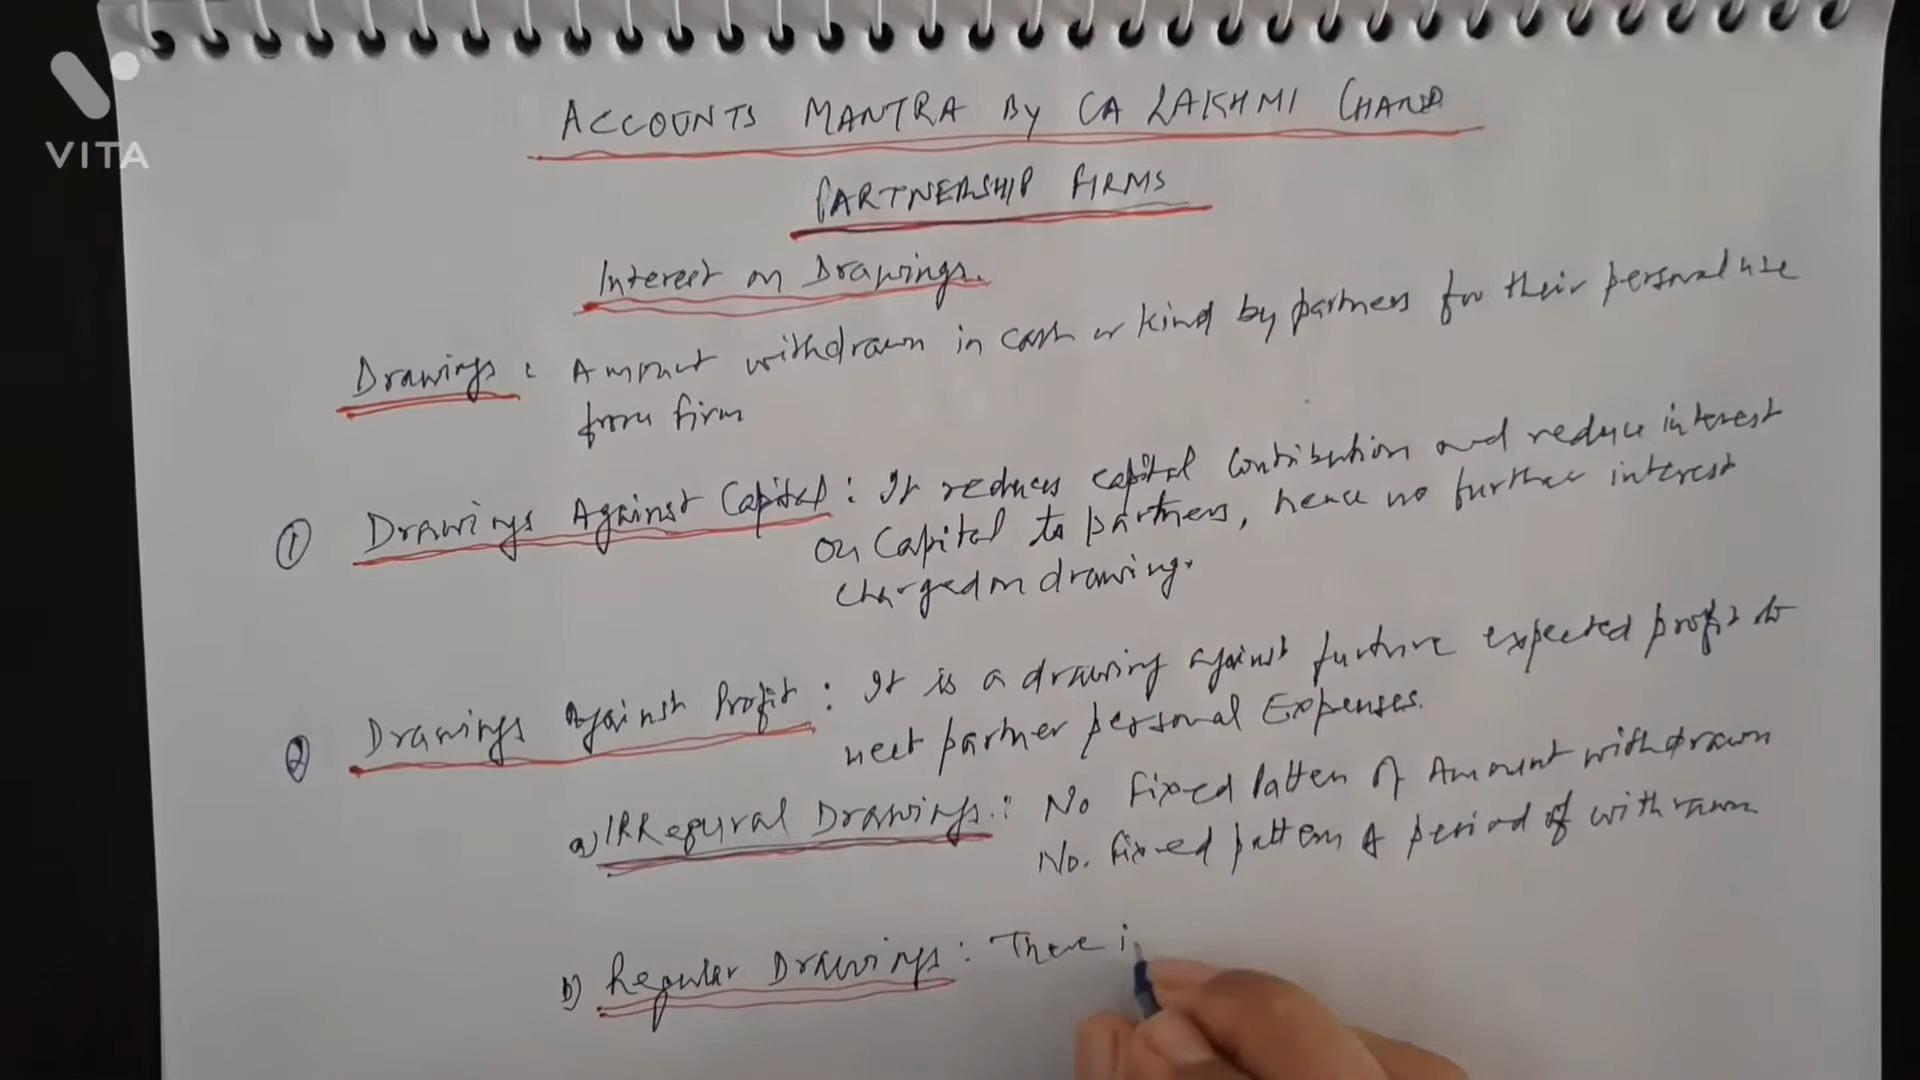 VITA
ACCOUNTS MANTRA By CA LAKHMI CHAND
PARTNERSHIP FIRMS
Interest on Drawings.
Drawings : Amount withdrawn in cash or kind by partners for their personal use
from firm
① Drawings Against Capital : It reduces capital contribution and reduce interest
on Capital to partners, hence no further interest
charged on drawing.
② Drawings Against Profit : It is a drawing against furture expected profit to
meet partner personal Expenses.
a) IRRegural Drawings. : No Fixed Patten of Amount withdrawn
No. fixed pattern of period of withrawn
b) Regular Drawings : There i